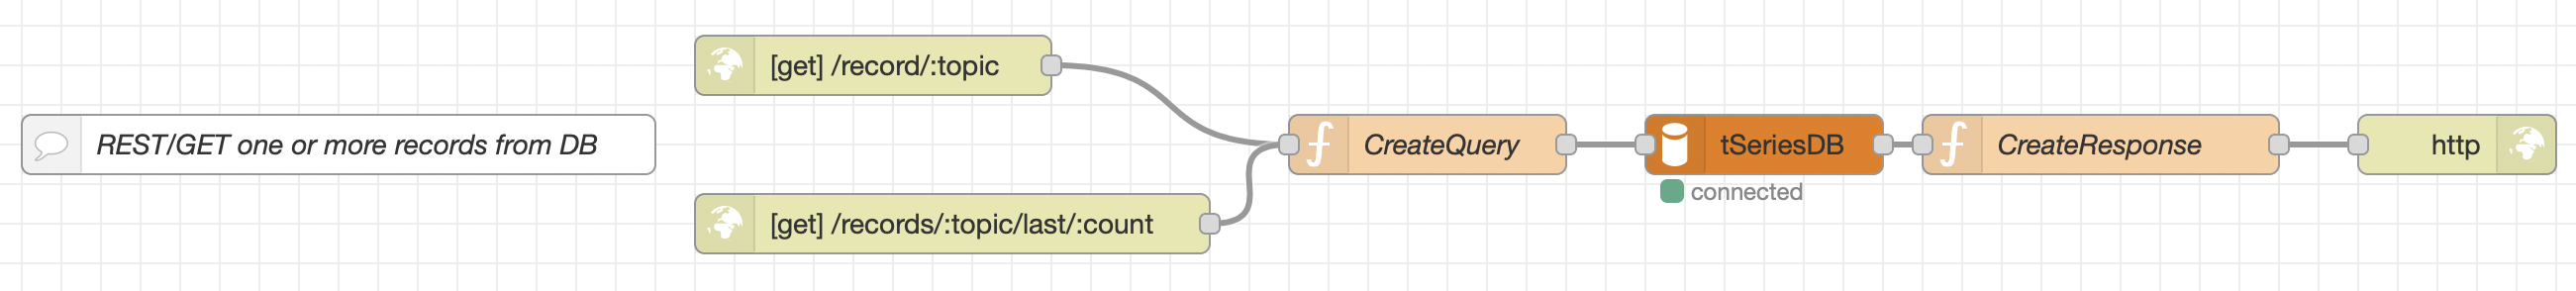 [get] /record/:topic
REST/GET one or more records from DB
CreateQuery
tSeriesDB
CreateResponse
http
connected
[get] /records/:topic/last/:count